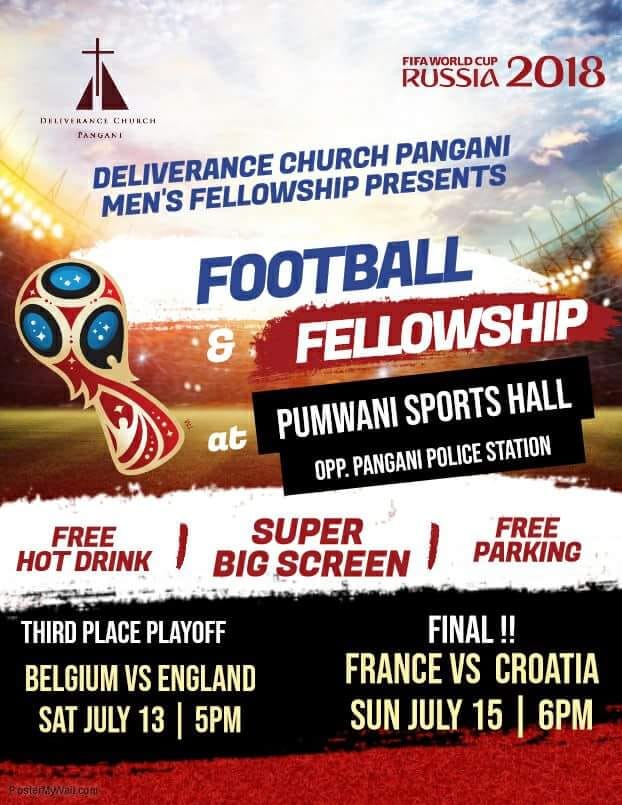 DELIVERANCE CHURCH
PANGANI
FIFA WORLD CUP
RUSSIA 2018
DELIVERANCE CHURCH PANGANI
MEN'S FELLOWSHIP PRESENTS
FOOTBALL
& FELLOWSHIP
at PUMWANI SPORTS HALL
OPP. PANGANI POLICE STATION
FREE
HOT DRINK
SUPER
BIG SCREEN
FREE
PARKING
THIRD PLACE PLAYOFF
BELGIUM VS ENGLAND
SAT JULY 13 | 5PM
FINAL !!
FRANCE VS CROATIA
SUN JULY 15 | 6PM
PosterMyWall.com
TM